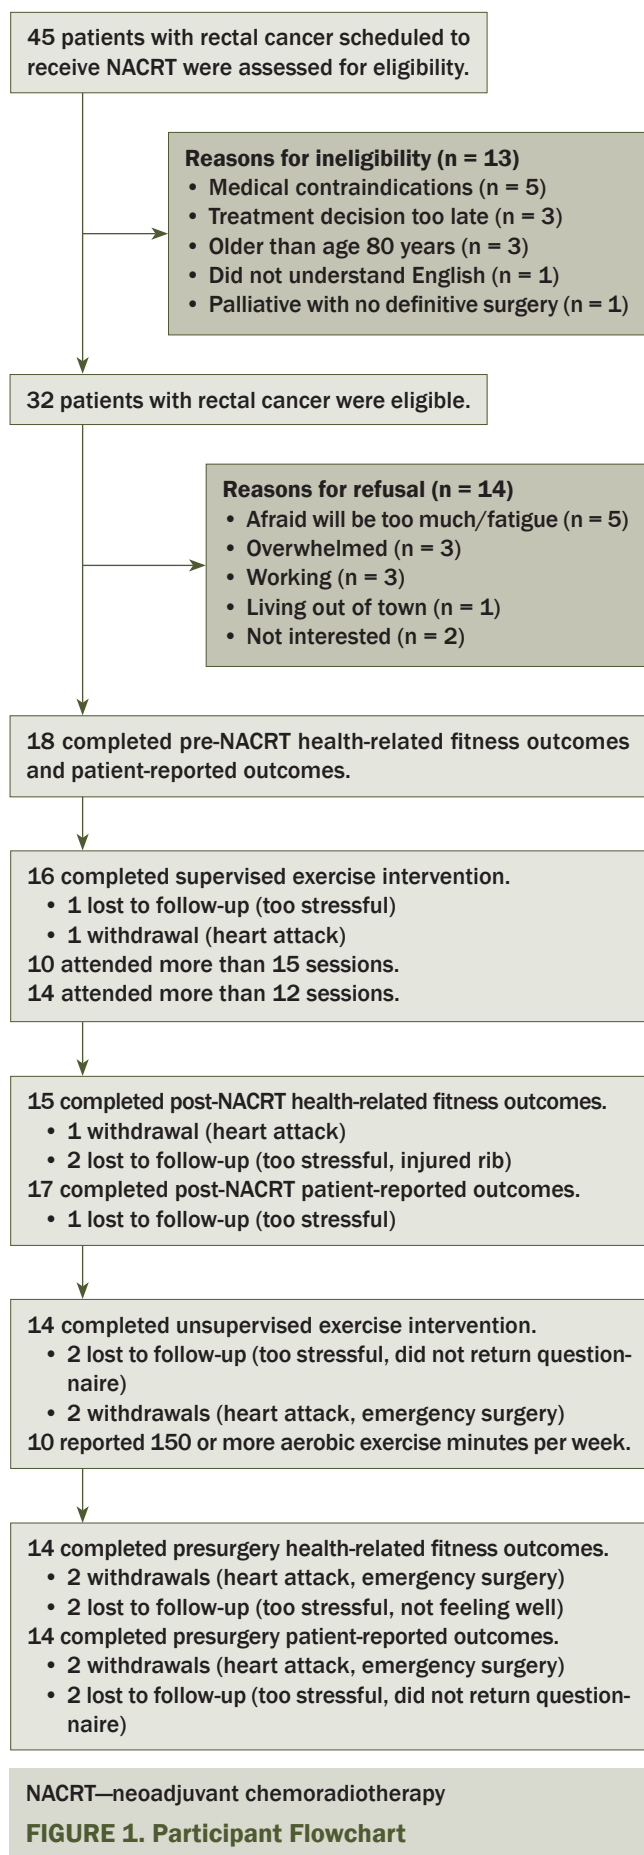 45 patients with rectal cancer scheduled to
receive NACRT were assessed for eligibility.
Reasons for ineligibility (n = 13)
• Medical contraindications (n = 5)
• Treatment decision too late (n = 3)
• Older than age 80 years (n = 3)
• Did not understand English (n = 1)
• Palliative with no definitive surgery (n = 1)
32 patients with rectal cancer were eligible.
Reasons for refusal (n = 14)
• Afraid will be too much/fatigue (n = 5)
• Overwhelmed (n = 3)
• Working (n = 3)
• Living out of town (n = 1)
• Not interested (n = 2)
18 completed pre-NACRT health-related fitness outcomes
and patient-reported outcomes.
16 completed supervised exercise intervention.
• 1 lost to follow-up (too stressful)
• 1 withdrawal (heart attack)
10 attended more than 15 sessions.
14 attended more than 12 sessions.
15 completed post-NACRT health-related fitness outcomes.
• 1 withdrawal (heart attack)
• 2 lost to follow-up (too stressful, injured rib)
17 completed post-NACRT patient-reported outcomes.
• 1 lost to follow-up (too stressful)
14 completed unsupervised exercise intervention.
• 2 lost to follow-up (too stressful, did not return question-
naire)
• 2 withdrawals (heart attack, emergency surgery)
10 reported 150 or more aerobic exercise minutes per week.
14 completed presurgery health-related fitness outcomes.
• 2 withdrawals (heart attack, emergency surgery)
• 2 lost to follow-up (too stressful, not feeling well)
14 completed presurgery patient-reported outcomes.
• 2 withdrawals (heart attack, emergency surgery)
• 2 lost to follow-up (too stressful, did not return question-
naire)
NACRT—neoadjuvant chemoradiotherapy
FIGURE 1. Participant Flowchart